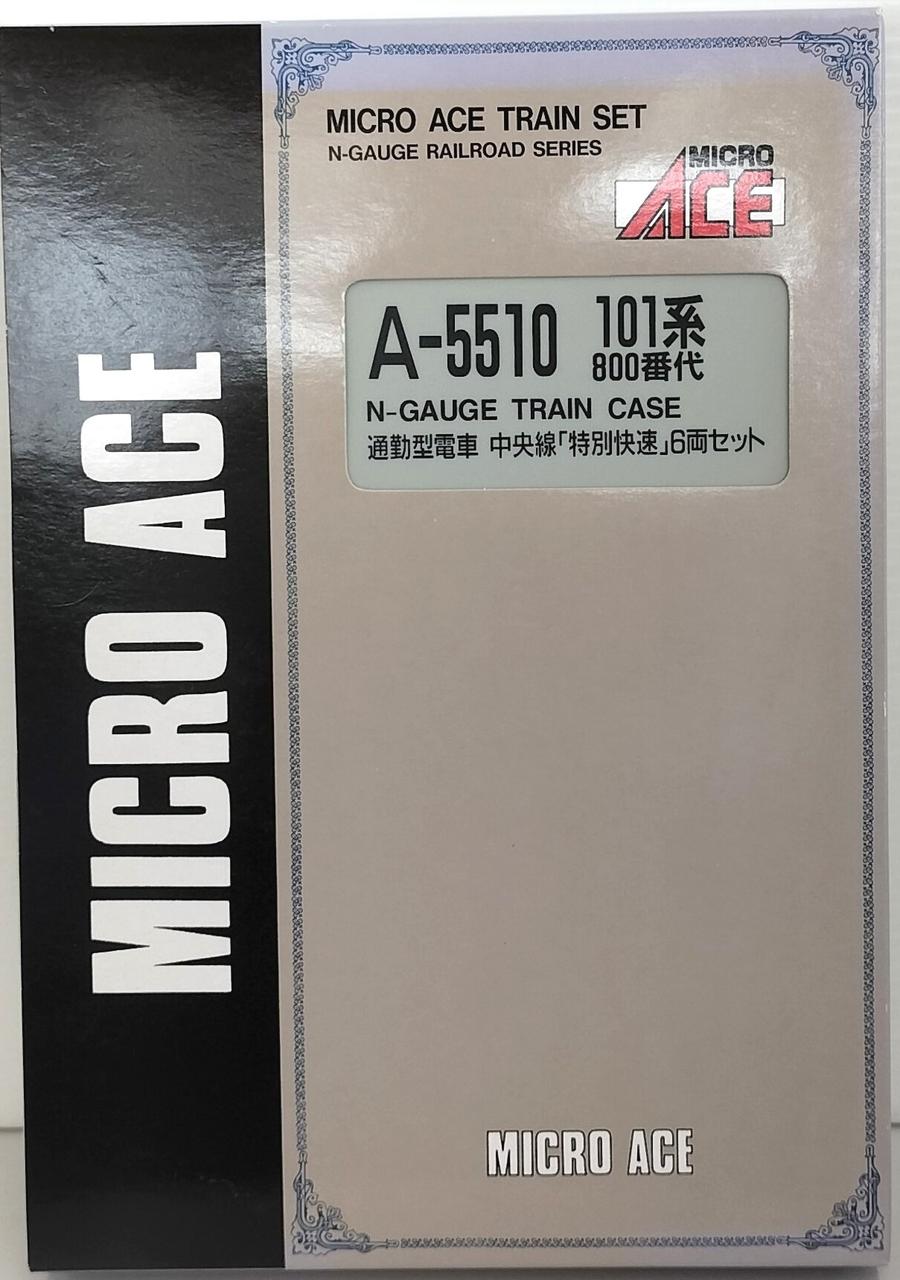 MICRO ACE
MICRO ACE TRAIN SET
N-GAUGE RAILROAD SERIES
MICRO
ACE
A-5510 101系
800番代
N-GAUGE TRAIN CASE
通勤型電車 中央線「特別快速」6両セット
MICRO ACE